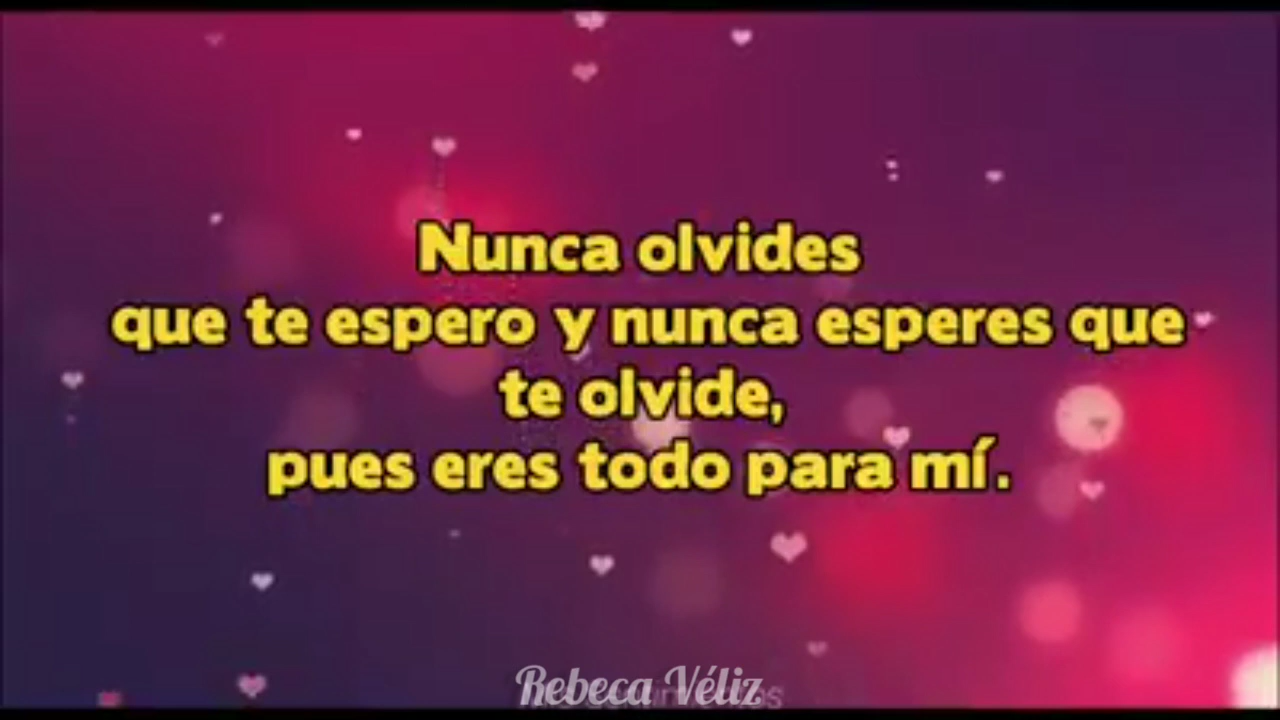 Nunca olvides
que te espero y nunca esperes que
te olvide,
pues eres todo para mí.
Rebeca Véliz